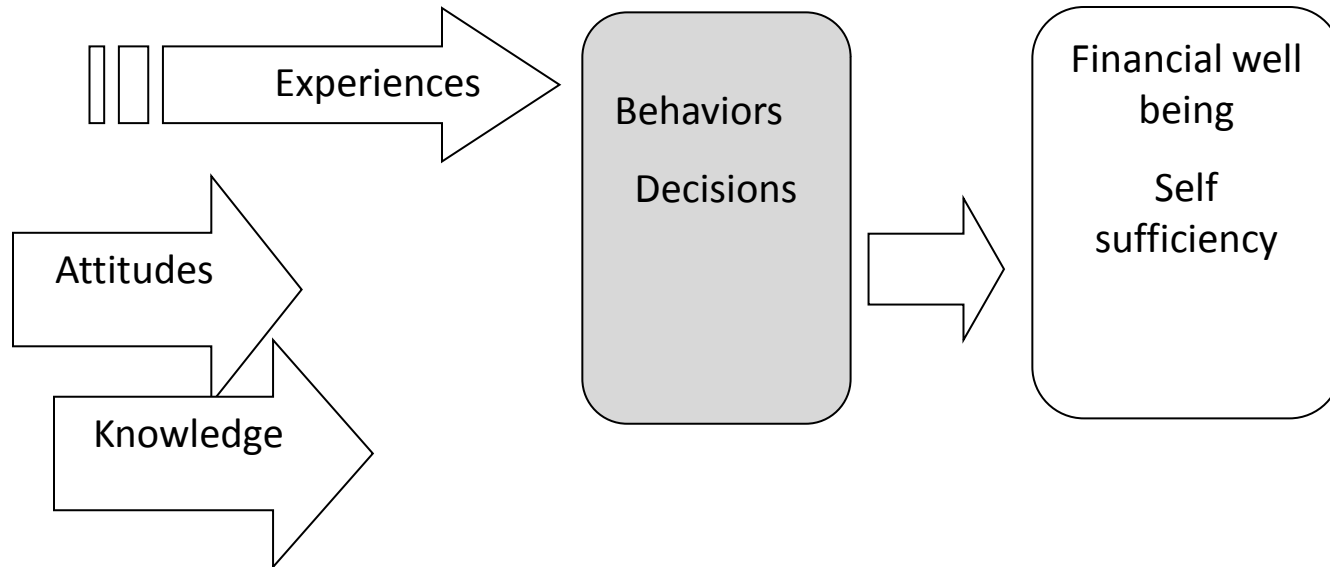 Experiences
Attitudes
Knowledge
Behaviors
Decisions
Financial well
being
Self
sufficiency